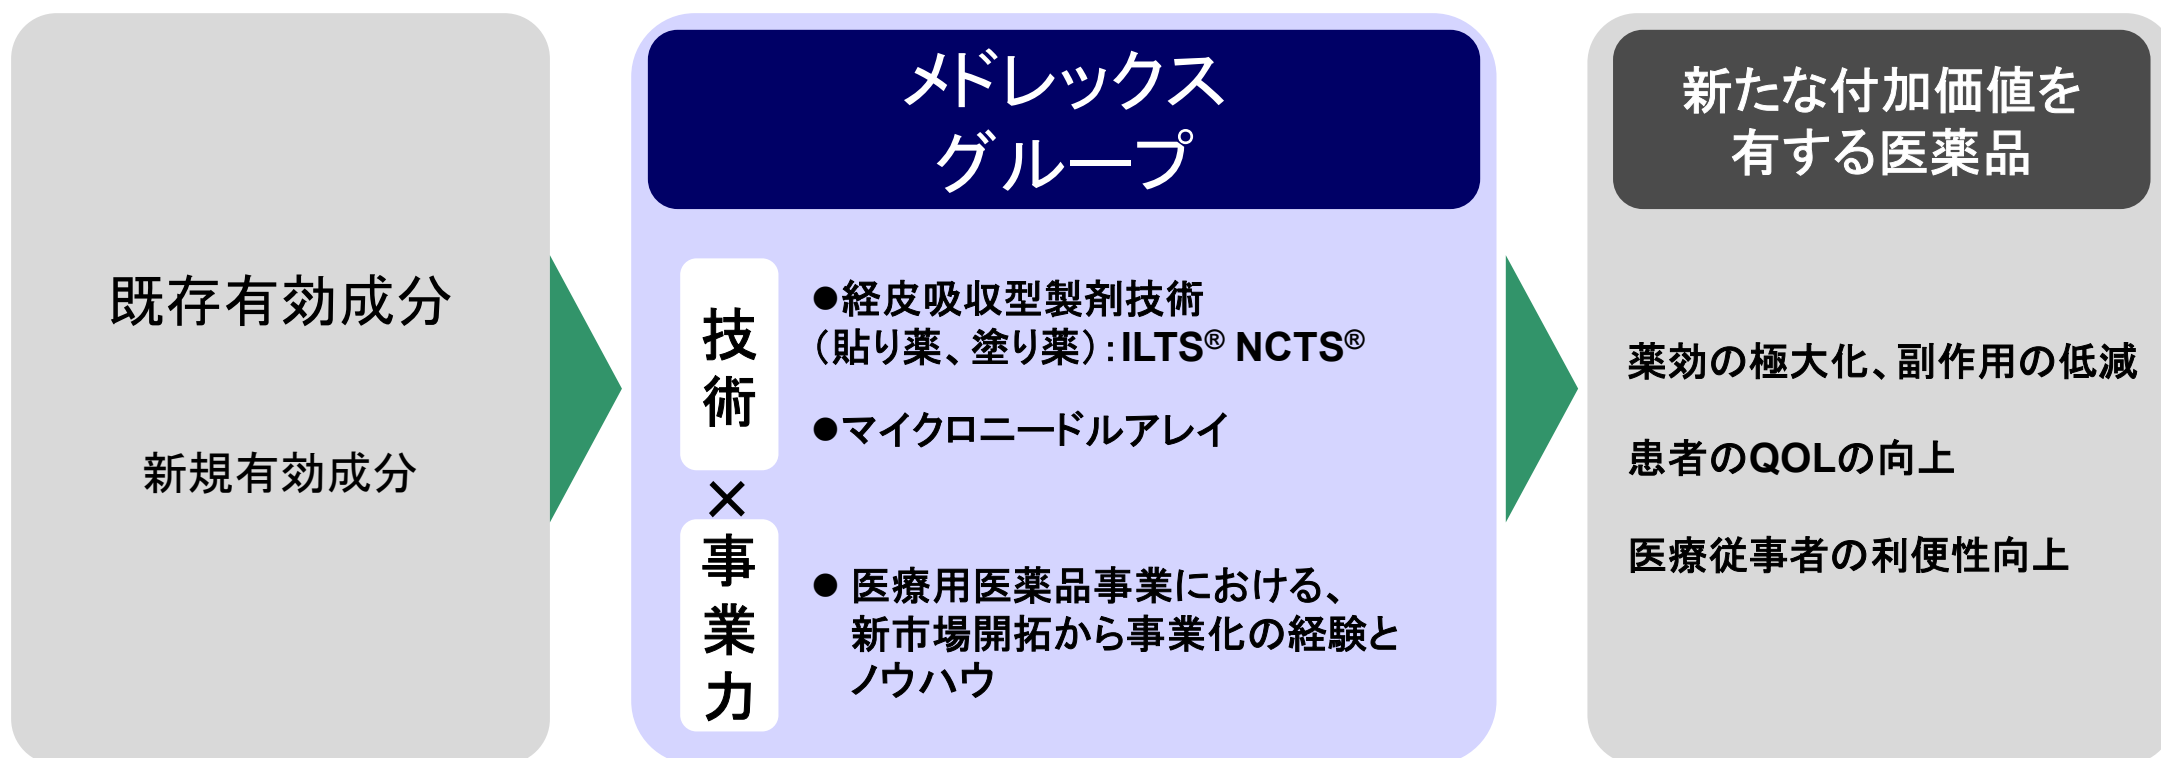 既存有効成分
新規有効成分
メドレックス
グループ
技術
●経皮吸収型製剤技術
（貼り薬、塗り薬）：ILTS® NCTS®
●マイクロニードルアレイ
×
事業力
● 医療用医薬品事業における、
新市場開拓から事業化の経験と
ノウハウ
新たな付加価値を
有する医薬品
薬効の極大化、副作用の低減
患者のQOLの向上
医療従事者の利便性向上